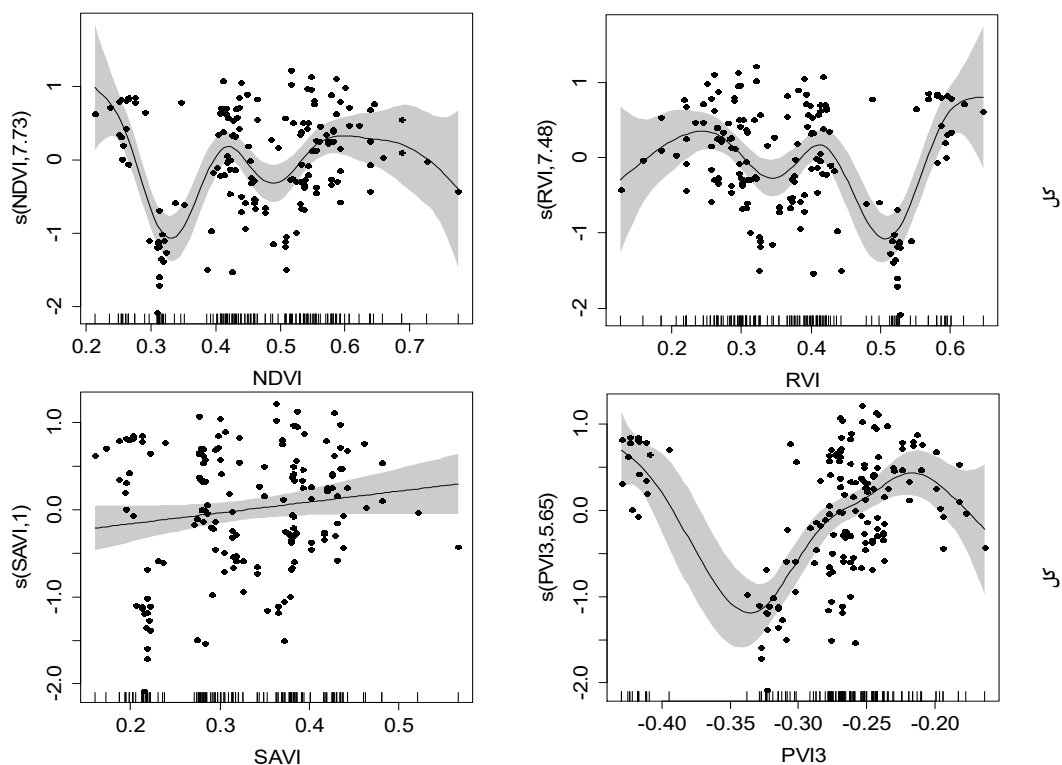 s(NDVI,7.73)
1
0
-1
-2
0.2 0.3 0.4 0.5 0.6 0.7
NDVI
s(RVI,7.48)
1
0
-1
-2
0.2 0.3 0.4 0.5 0.6
RVI
کل
s(SAVI,1)
1.0
0.0
-1.0
-2.0
0.2 0.3 0.4 0.5
SAVI
s(PVI3,5.65)
1.0
0.0
-1.0
-2.0
-0.40 -0.35 -0.30 -0.25 -0.20
PVI3
کل